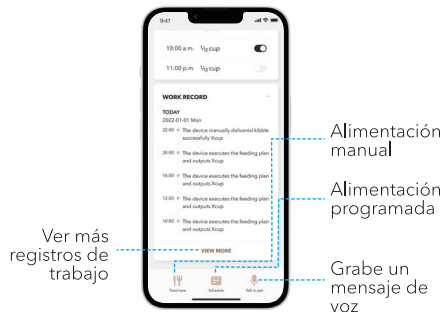 9:41
10:00 a.m. 1/12 cup
11:00 p.m. 1/12 cup
WORK RECORD
TODAY
2022-01-01 Mon
22:00 The device manually delivered kibble
successfully Xcup
20:00 The device executes the feeding plan
and outputs Xcup
16:00 The device executes the feeding plan
and outputs Xcup
12:00 The device executes the feeding plan
and outputs Xcup
10:00 The device executes the feeding plan
and outputs Xcup
VIEW MORE
Feed now
Schedule
Talk to pet
Alimentación
manual
Alimentación
programada
Ver más
registros de
trabajo
Grabe un
mensaje de
voz